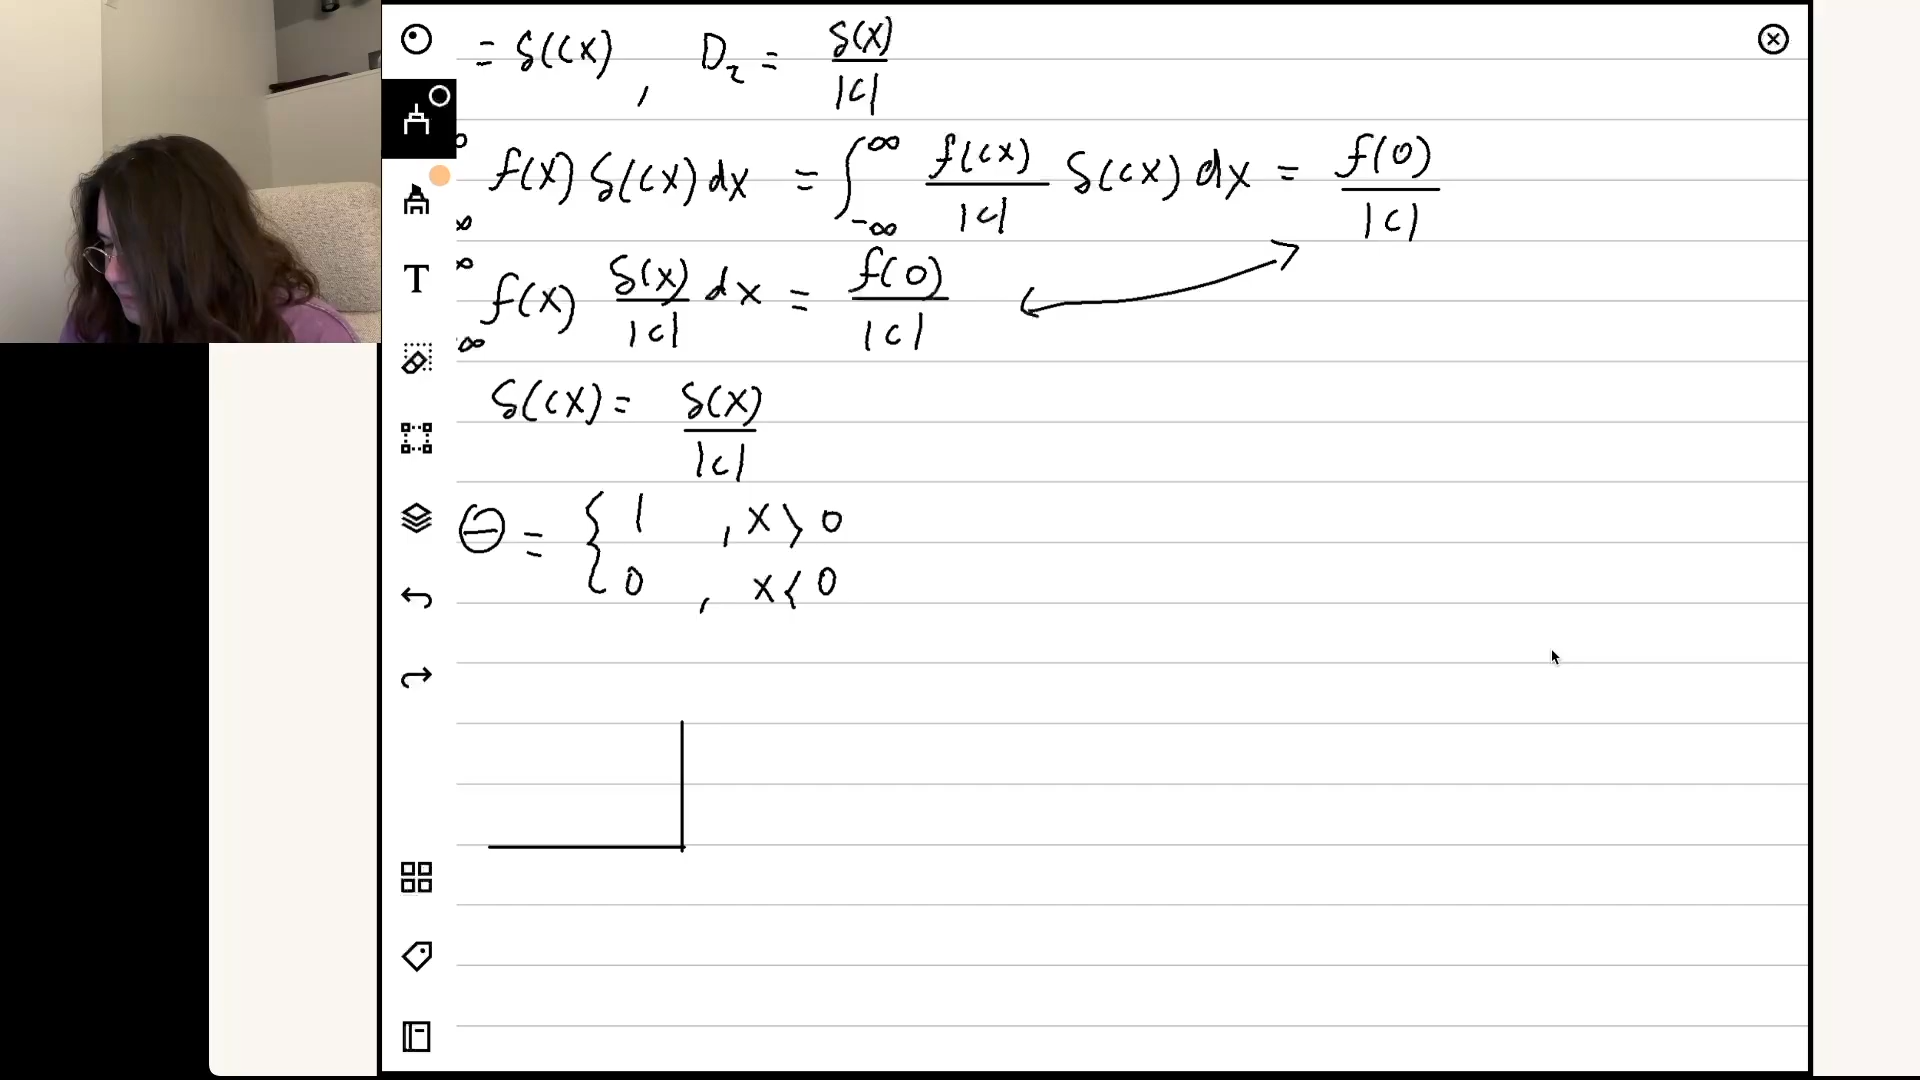 = δ(cx), D₂ = δ(x)/|c|
∞ f(x) δ(cx) dx = ∫_{-∞}^{∞} f(cx)/|c| δ(cx) dx = f(0)/|c|
∞ f(x) δ(x)/|c| dx = f(0)/|c|
δ(cx) = δ(x)/|c|
Θ = { 1 , x > 0
0 , x < 0
T